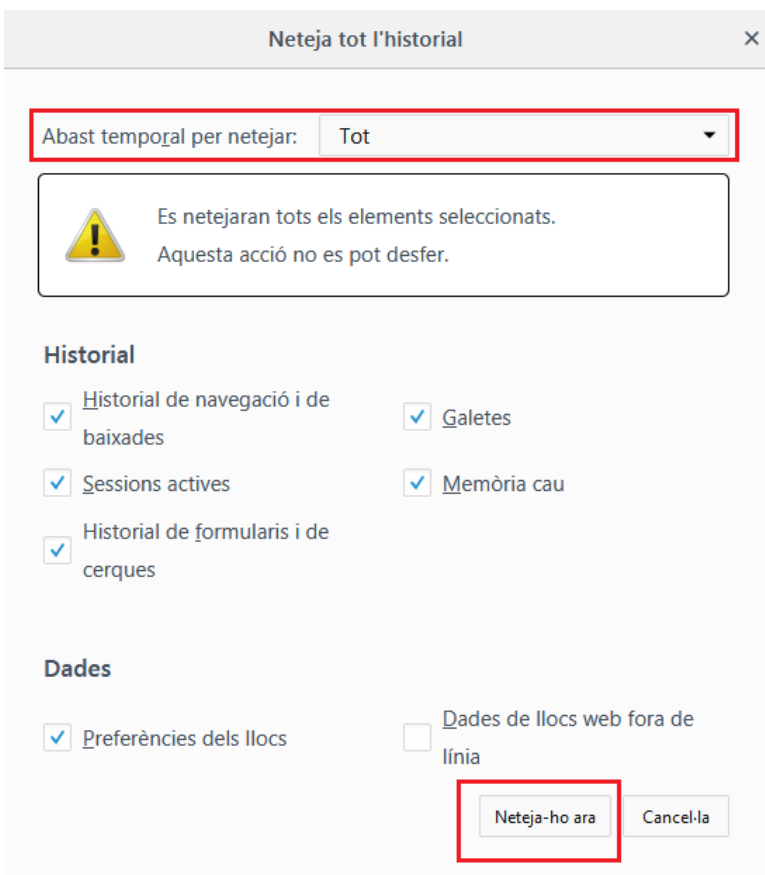 Neteja tot l'historial
Abast temporal per netejar: Tot
Es netejaran tots els elements seleccionats.
Aquesta acció no es pot desfer.
Historial
Historial de navegació i de
baixades
Galetes
Sessions actives
Memòria cau
Historial de formularis i de
cerques
Dades
Preferències dels llocs
Dades de llocs web fora de
línia
Neteja-ho ara
Cancel·la